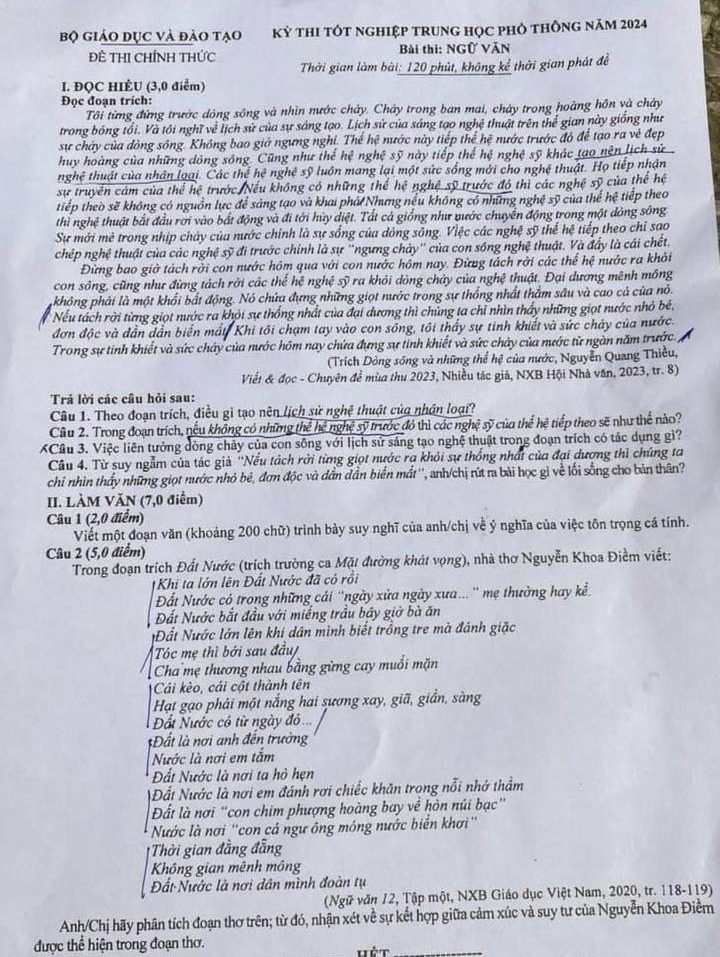 BỘ GIÁO DỤC VÀ ĐÀO TẠO
ĐỀ THI CHÍNH THỨC
KỲ THI TỐT NGHIỆP TRUNG HỌC PHỔ THÔNG NĂM 2024
Bài thi: NGỮ VĂN
Thời gian làm bài: 120 phút, không kể thời gian phát đề
I. ĐỌC HIỂU (3,0 điểm)
Đọc đoạn trích:
Tôi từng đứng trước dòng sông và nhìn nước chảy. Chảy trong ban mai, chảy trong hoàng hôn và chảy
trong bóng tối. Và tôi nghĩ về lịch sử của sự sáng tạo. Lịch sử của sáng tạo nghệ thuật trên thế gian này giống như
sự chảy của dòng sông. Không bao giờ ngưng nghỉ. Thế hệ nước này tiếp thế hệ nước trước đó để tạo ra vẻ đẹp
huy hoàng của những dòng sông. Cũng như thế hệ nghệ sỹ này tiếp thế hệ nghệ sỹ khác tạo nên lịch sử
nghệ thuật của nhân loại. Các thế hệ nghệ sỹ luôn mang lại một sức sống mới cho nghệ thuật. Họ tiếp nhận
sự truyền cảm của thế hệ trước. Nếu không có những thế hệ nghệ sỹ trước đó thì các nghệ sỹ của thế hệ
tiếp theo sẽ không có nguồn lực để sáng tạo và khai phá. Nhưng nếu không có những nghệ sỹ của thế hệ tiếp theo
thì nghệ thuật bắt đầu rơi vào bất động và đi tới hủy diệt. Tất cả giống như nước chuyển động trong một dòng sông.
Sự mới mẻ trong nhịp chảy của nước chính là sự sống của dòng sông. Việc các nghệ sỹ thế hệ tiếp theo chỉ sao
chép nghệ thuật của các nghệ sỹ đi trước chính là sự "ngưng chảy" của con sông nghệ thuật. Và đấy là cái chết.
Đừng bao giờ tách rời con nước hôm qua với con nước hôm nay. Đừng tách rời các thế hệ nước ra khỏi
con sông, cũng như đừng tách rời các thế hệ nghệ sỹ ra khỏi dòng chảy của nghệ thuật. Đại dương mênh mông
không phải là một khối bất động. Nó chứa đựng những giọt nước trong sự thống nhất thẳm sâu và cao cả của nó.
Nếu tách rời từng giọt nước ra khỏi sự thống nhất của đại dương thì chúng ta chỉ nhìn thấy những giọt nước nhỏ bé,
đơn độc và dần dần biến mất. Khi tôi chạm tay vào con sông, tôi thấy sự tinh khiết và sức chảy của nước.
Trong sự tinh khiết và sức chảy của nước hôm nay chứa đựng sự tinh khiết và sức chảy của nước từ ngàn năm trước.
(Trích Dòng sông và những thế hệ của nước, Nguyễn Quang Thiều,
Viết & đọc - Chuyên đề mùa thu 2023, Nhiều tác giả, NXB Hội Nhà văn, 2023, tr. 8)
Trả lời các câu hỏi sau:
Câu 1. Theo đoạn trích, điều gì tạo nên lịch sử nghệ thuật của nhân loại?
Câu 2. Trong đoạn trích, nếu không có những thế hệ nghệ sỹ trước đó thì các nghệ sỹ của thế hệ tiếp theo sẽ như thế nào?
Câu 3. Việc liên tưởng dòng chảy của con sông với lịch sử sáng tạo nghệ thuật trong đoạn trích có tác dụng gì?
Câu 4. Từ suy ngẫm của tác giả "Nếu tách rời từng giọt nước ra khỏi sự thống nhất của đại dương thì chúng ta
chỉ nhìn thấy những giọt nước nhỏ bé, đơn độc và dần dần biến mất", anh/chị rút ra bài học gì về lối sống cho bản thân?
II. LÀM VĂN (7,0 điểm)
Câu 1 (2,0 điểm)
Viết một đoạn văn (khoảng 200 chữ) trình bày suy nghĩ của anh/chị về ý nghĩa của việc tôn trọng cá tính.
Câu 2 (5,0 điểm)
Trong đoạn trích Đất Nước (trích trường ca Mặt đường khát vọng), nhà thơ Nguyễn Khoa Điềm viết:
Khi ta lớn lên Đất Nước đã có rồi
Đất Nước có trong những cái "ngày xửa ngày xưa..." mẹ thường hay kể.
Đất Nước bắt đầu với miếng trầu bây giờ bà ăn
Đất Nước lớn lên khi dân mình biết trồng tre mà đánh giặc
Tóc mẹ thì bới sau đầu
Cha mẹ thương nhau bằng gừng cay muối mặn
Cái kèo, cái cột thành tên
Hạt gạo phải một nắng hai sương xay, giã, giần, sàng
Đất Nước có từ ngày đó...
Đất là nơi anh đến trường
Nước là nơi em tắm
Đất Nước là nơi ta hò hẹn
Đất Nước là nơi em đánh rơi chiếc khăn trong nỗi nhớ thầm
Đất là nơi "con chim phượng hoàng bay về hòn núi bạc"
Nước là nơi "con cá ngư ông móng nước biển khơi"
Thời gian đằng đẵng
Không gian mênh mông
Đất Nước là nơi dân mình đoàn tụ
(Ngữ văn 12, Tập một, NXB Giáo dục Việt Nam, 2020, tr. 118-119)
Anh/Chị hãy phân tích đoạn thơ trên; từ đó, nhận xét về sự kết hợp giữa cảm xúc và suy tư của Nguyễn Khoa Điềm
được thể hiện trong đoạn thơ.
HẾT